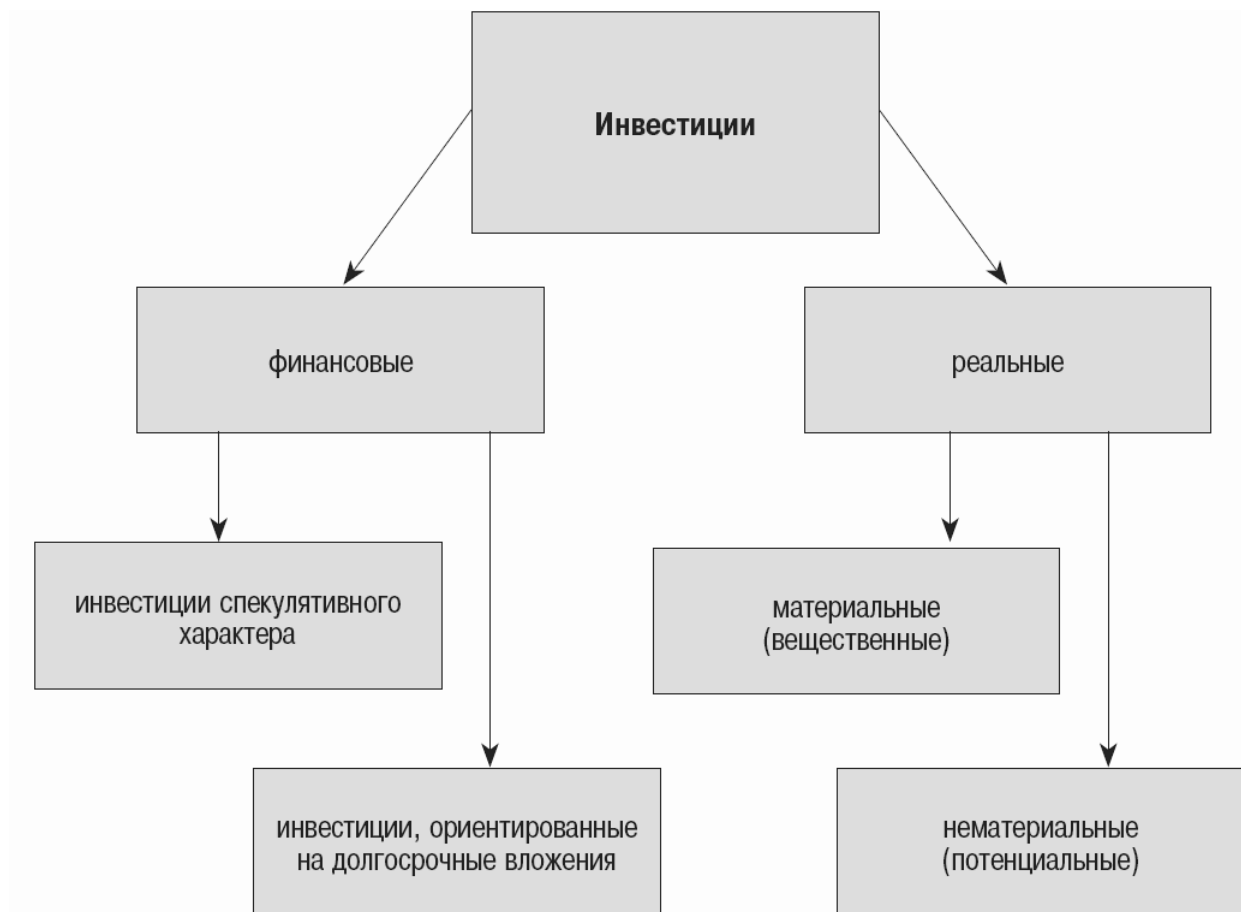 Инвестиции
финансовые
реальные
инвестиции спекулятивного
характера
материальные
(вещественные)
инвестиции, ориентированные
на долгосрочные вложения
нематериальные
(потенциальные)